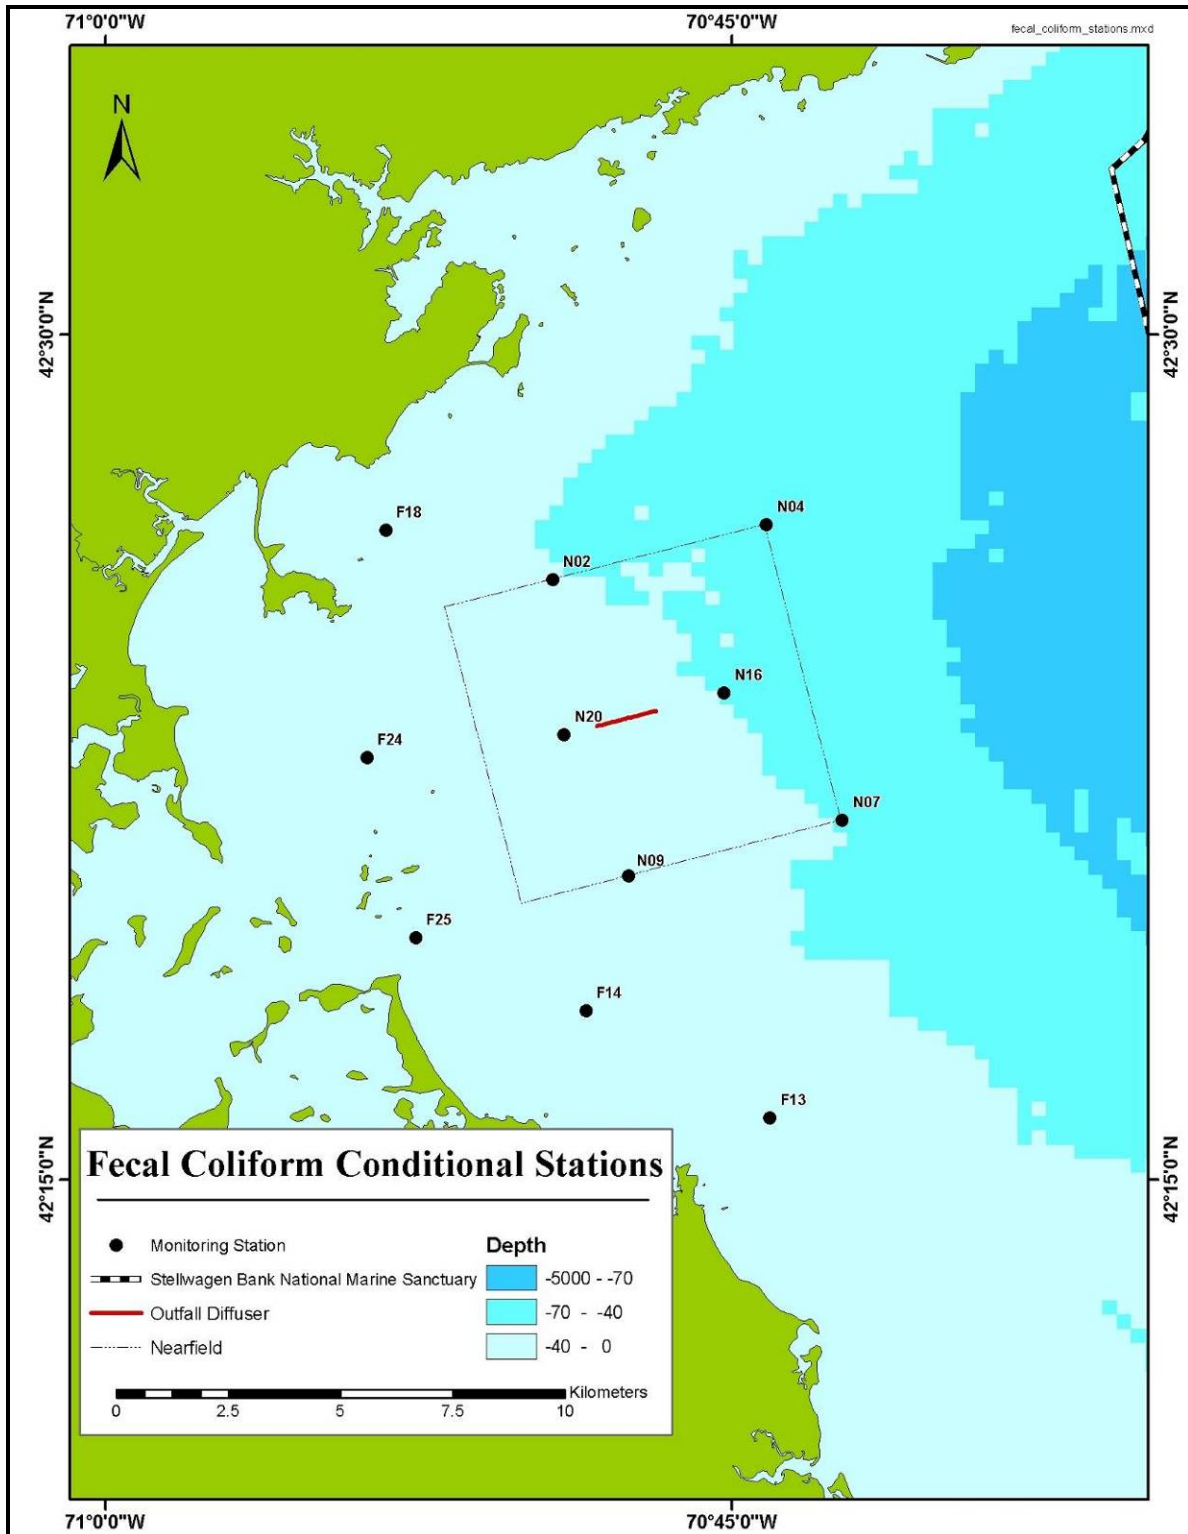 71°0'0"W
70°45'0"W
fecal_coliform_stations.mxd
N
42°30'0"N
42°30'0"N
N04
F18
N02
N16
N20
F24
N07
N09
F25
F14
F13
42°15'0"N
42°15'0"N
Fecal Coliform Conditional Stations
Monitoring Station
Stellwagen Bank National Marine Sanctuary
Outfall Diffuser
Nearfield
Depth
-5000 - -70
-70 - -40
-40 - 0
Kilometers
0 2.5 5 7.5 10
71°0'0"W
70°45'0"W